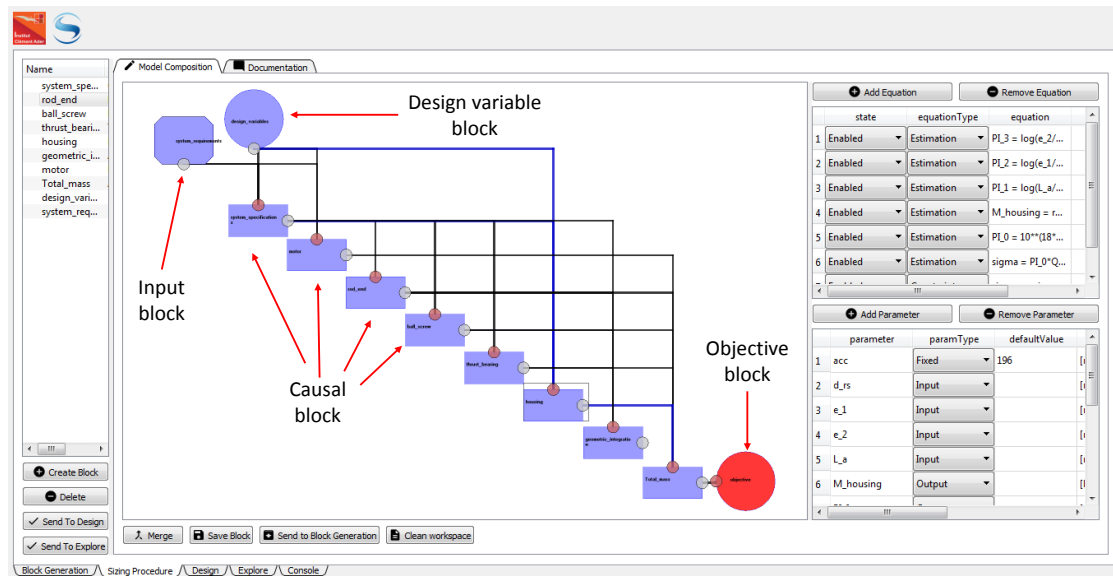 Institut
Clément Ader
Name
system_spe...
rod_end
ball_screw
thrust_beari...
housing
geometric_i...
motor
Total_mass
design_vari...
system_req...
Create Block
Delete
Send To Design
Send To Explore
Model Composition
Documentation
Design variable
block
design_variables
system_requirements
system_specification
s
motor
rod_end
ball_screw
thrust_bearing
housing
geometric_integratio
n
Total_mass
objective
Input
block
Causal
block
Objective
block
Merge
Save Block
Send to Block Generation
Clean workspace
Add Equation
Remove Equation
state equationType equation
1 Enabled Estimation PI_3 = log(e_2/...
2 Enabled Estimation PI_2 = log(e_1/...
3 Enabled Estimation PI_1 = log(L_a/...
4 Enabled Estimation M_housing = r...
5 Enabled Estimation PI_0 = 10**(18*...
6 Enabled Estimation sigma = PI_0*Q...
Add Parameter
Remove Parameter
parameter paramType defaultValue
1 acc Fixed 196
2 d_rs Input
3 e_1 Input
4 e_2 Input
5 L_a Input
6 M_housing Output
Block Generation Sizing Procedure Design Explore Console